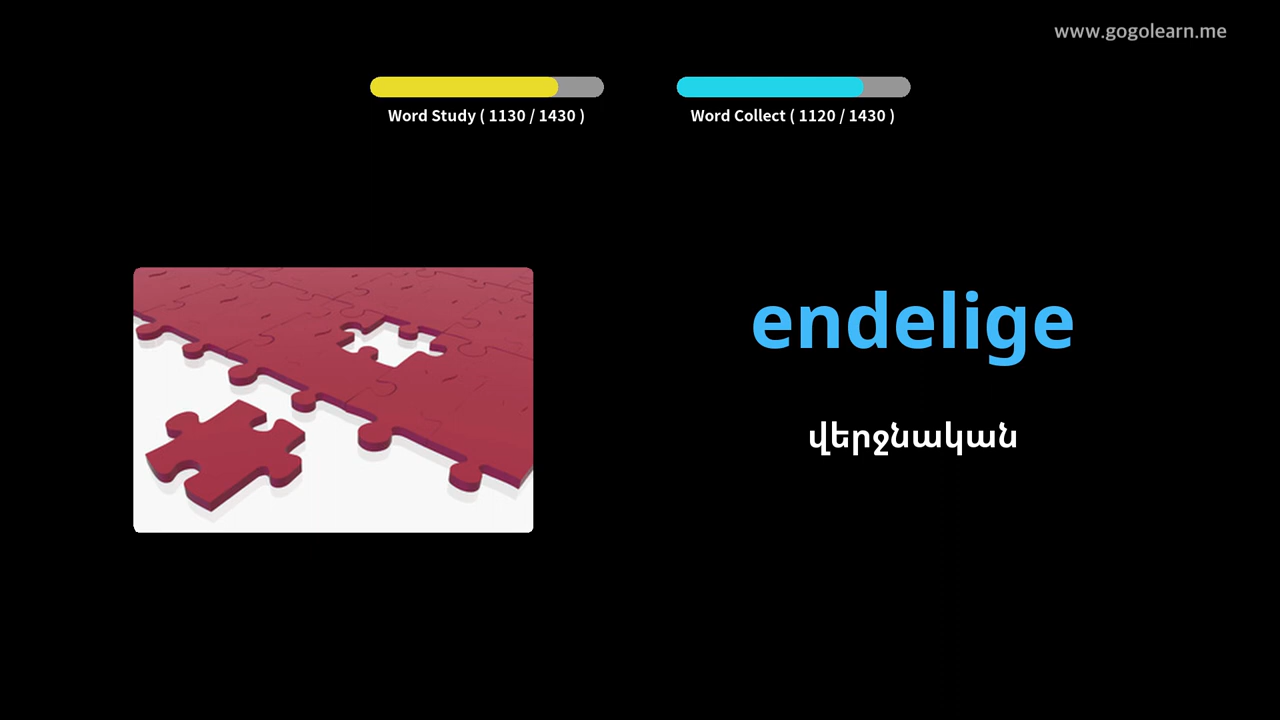 www.gogolearn.me
Word Study ( 1130 / 1430 )
Word Collect ( 1120 / 1430 )
endelige
վերջնական